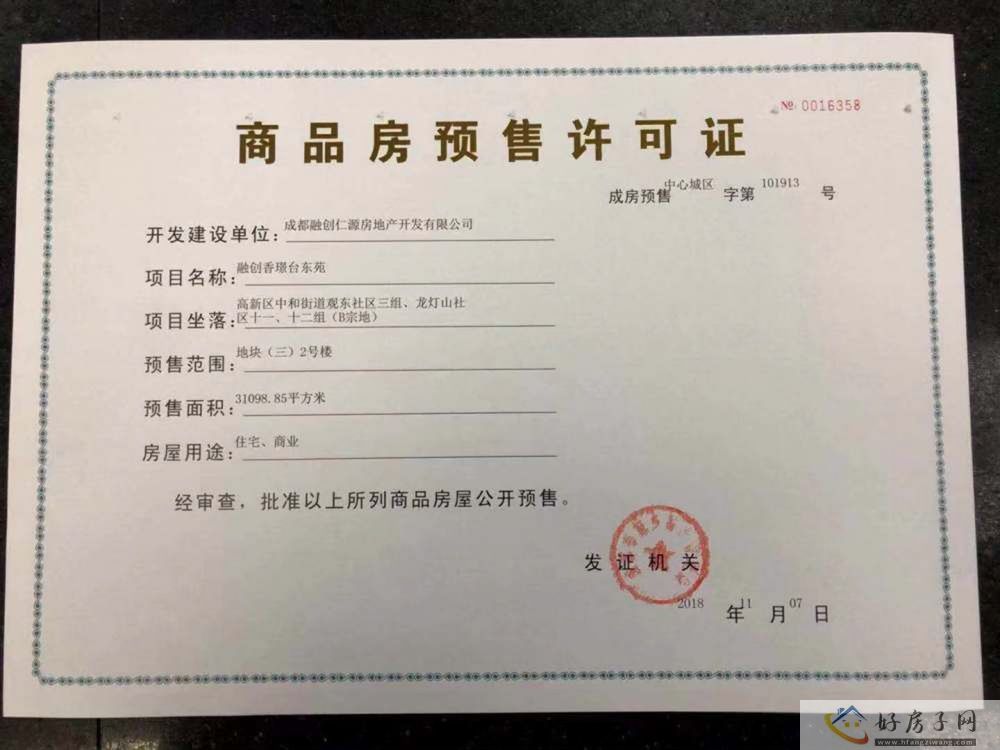 № 0016358
商品房预售许可证
成房预售中心城区字第101913号
开发建设单位:成都融创仁源房地产开发有限公司
项目名称:融创香璟台东苑
高新区中和街道观东社区三组、龙灯山社
项目坐落:区十一、十二组（B宗地）
预售范围:地块（三）2号楼
预售面积:31098.85平方米
房屋用途:住宅、商业
经审查，批准以上所列商品房屋公开预售。
发证机关
2018年11月07日
好房子网
www.hfangziwang.com